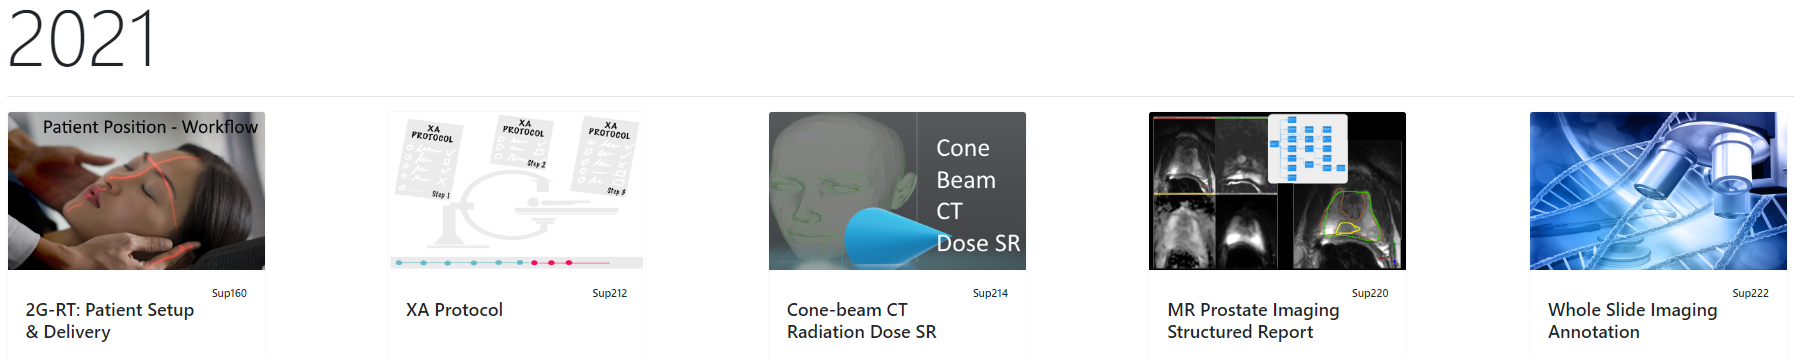 2021
Patient Position - Workflow
Sup160
2G-RT: Patient Setup
& Delivery
XA
PROTOCOL
Step 1
XA
PROTOCOL
Step 2
XA
PROTOCOL
Step 3
Sup212
XA Protocol
Cone
Beam
CT
Dose SR
Sup214
Cone-beam CT
Radiation Dose SR
Sup220
MR Prostate Imaging
Structured Report
Sup222
Whole Slide Imaging
Annotation